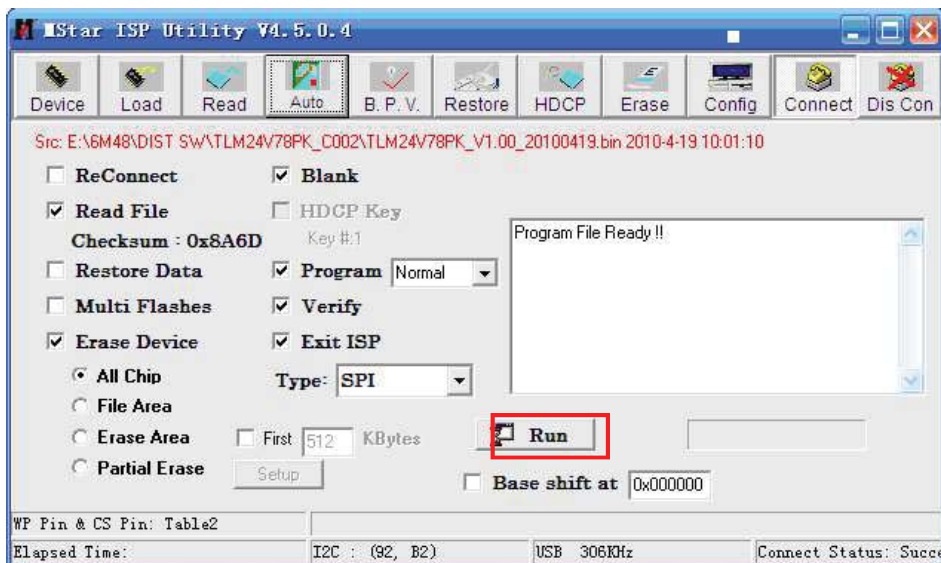 MStar ISP Utility V4.5.0.4
Device Load Read Auto B. P. V. Restore HDCP Erase Config Connect Dis Con
Src: E:\6M48\DIST SW\TLM24V78PK_C002\TLM24V78PK_V1.00_20100419.bin 2010-4-19 10:01:10
ReConnect Blank
Read File HDCP Key
Checksum : 0x8A6D Key #:1
Program File Ready !!
Restore Data Program Normal
Multi Flashes Verify
Erase Device Exit ISP
All Chip Type: SPI
File Area
Erase Area First 512 KBytes Run
Partial Erase Setup
Base shift at 0x000000
WP Pin & CS Pin: Table2
Elapsed Time: I2C : (92, B2) USB 306KHz Connect Status: Succe